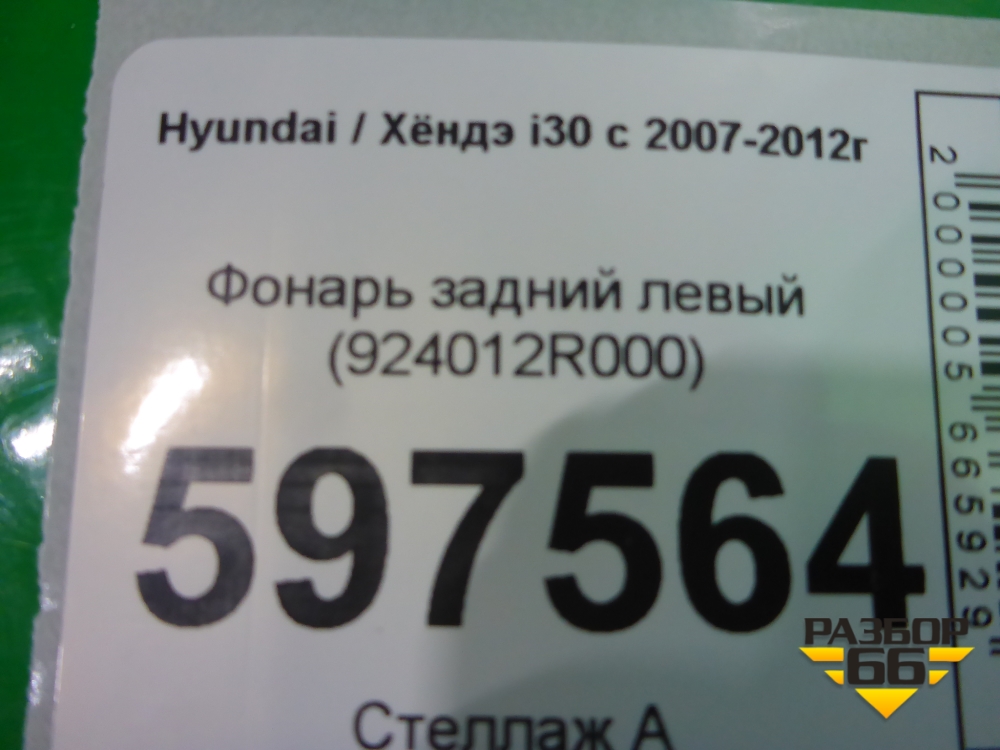 Hyundai / Хёндэ i30 с 2007-2012г
Фонарь задний левый
(924012R000)
597564
Стеллаж А
2000005665929
РАЗБОР
66